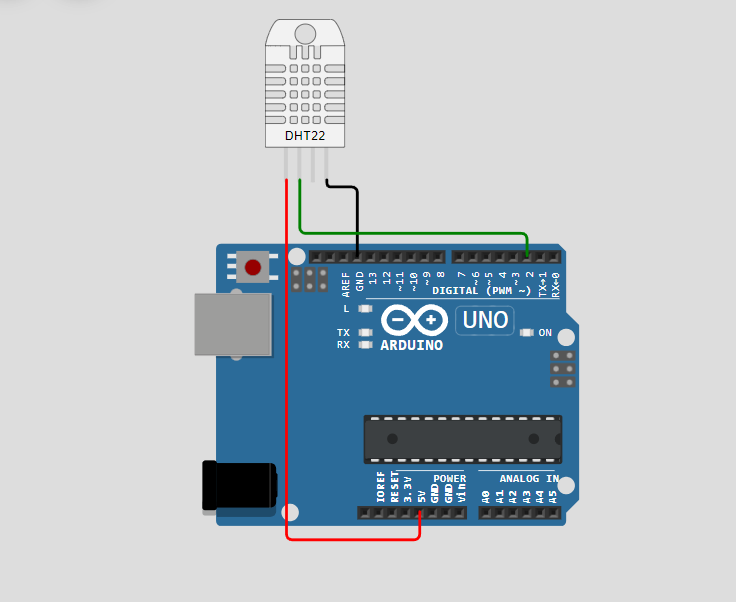 DHT22
AREF
GND
13
12
~11
~10
~9
8
7
~6
~5
4
~3
2
TX→1
RX←0
DIGITAL (PWM ~)
L
TX
RX
UNO
ARDUINO
ON
POWER
ANALOG IN
IOREF
RESET
3.3V
5V
GND
GND
Vin
A0
A1
A2
A3
A4
A5